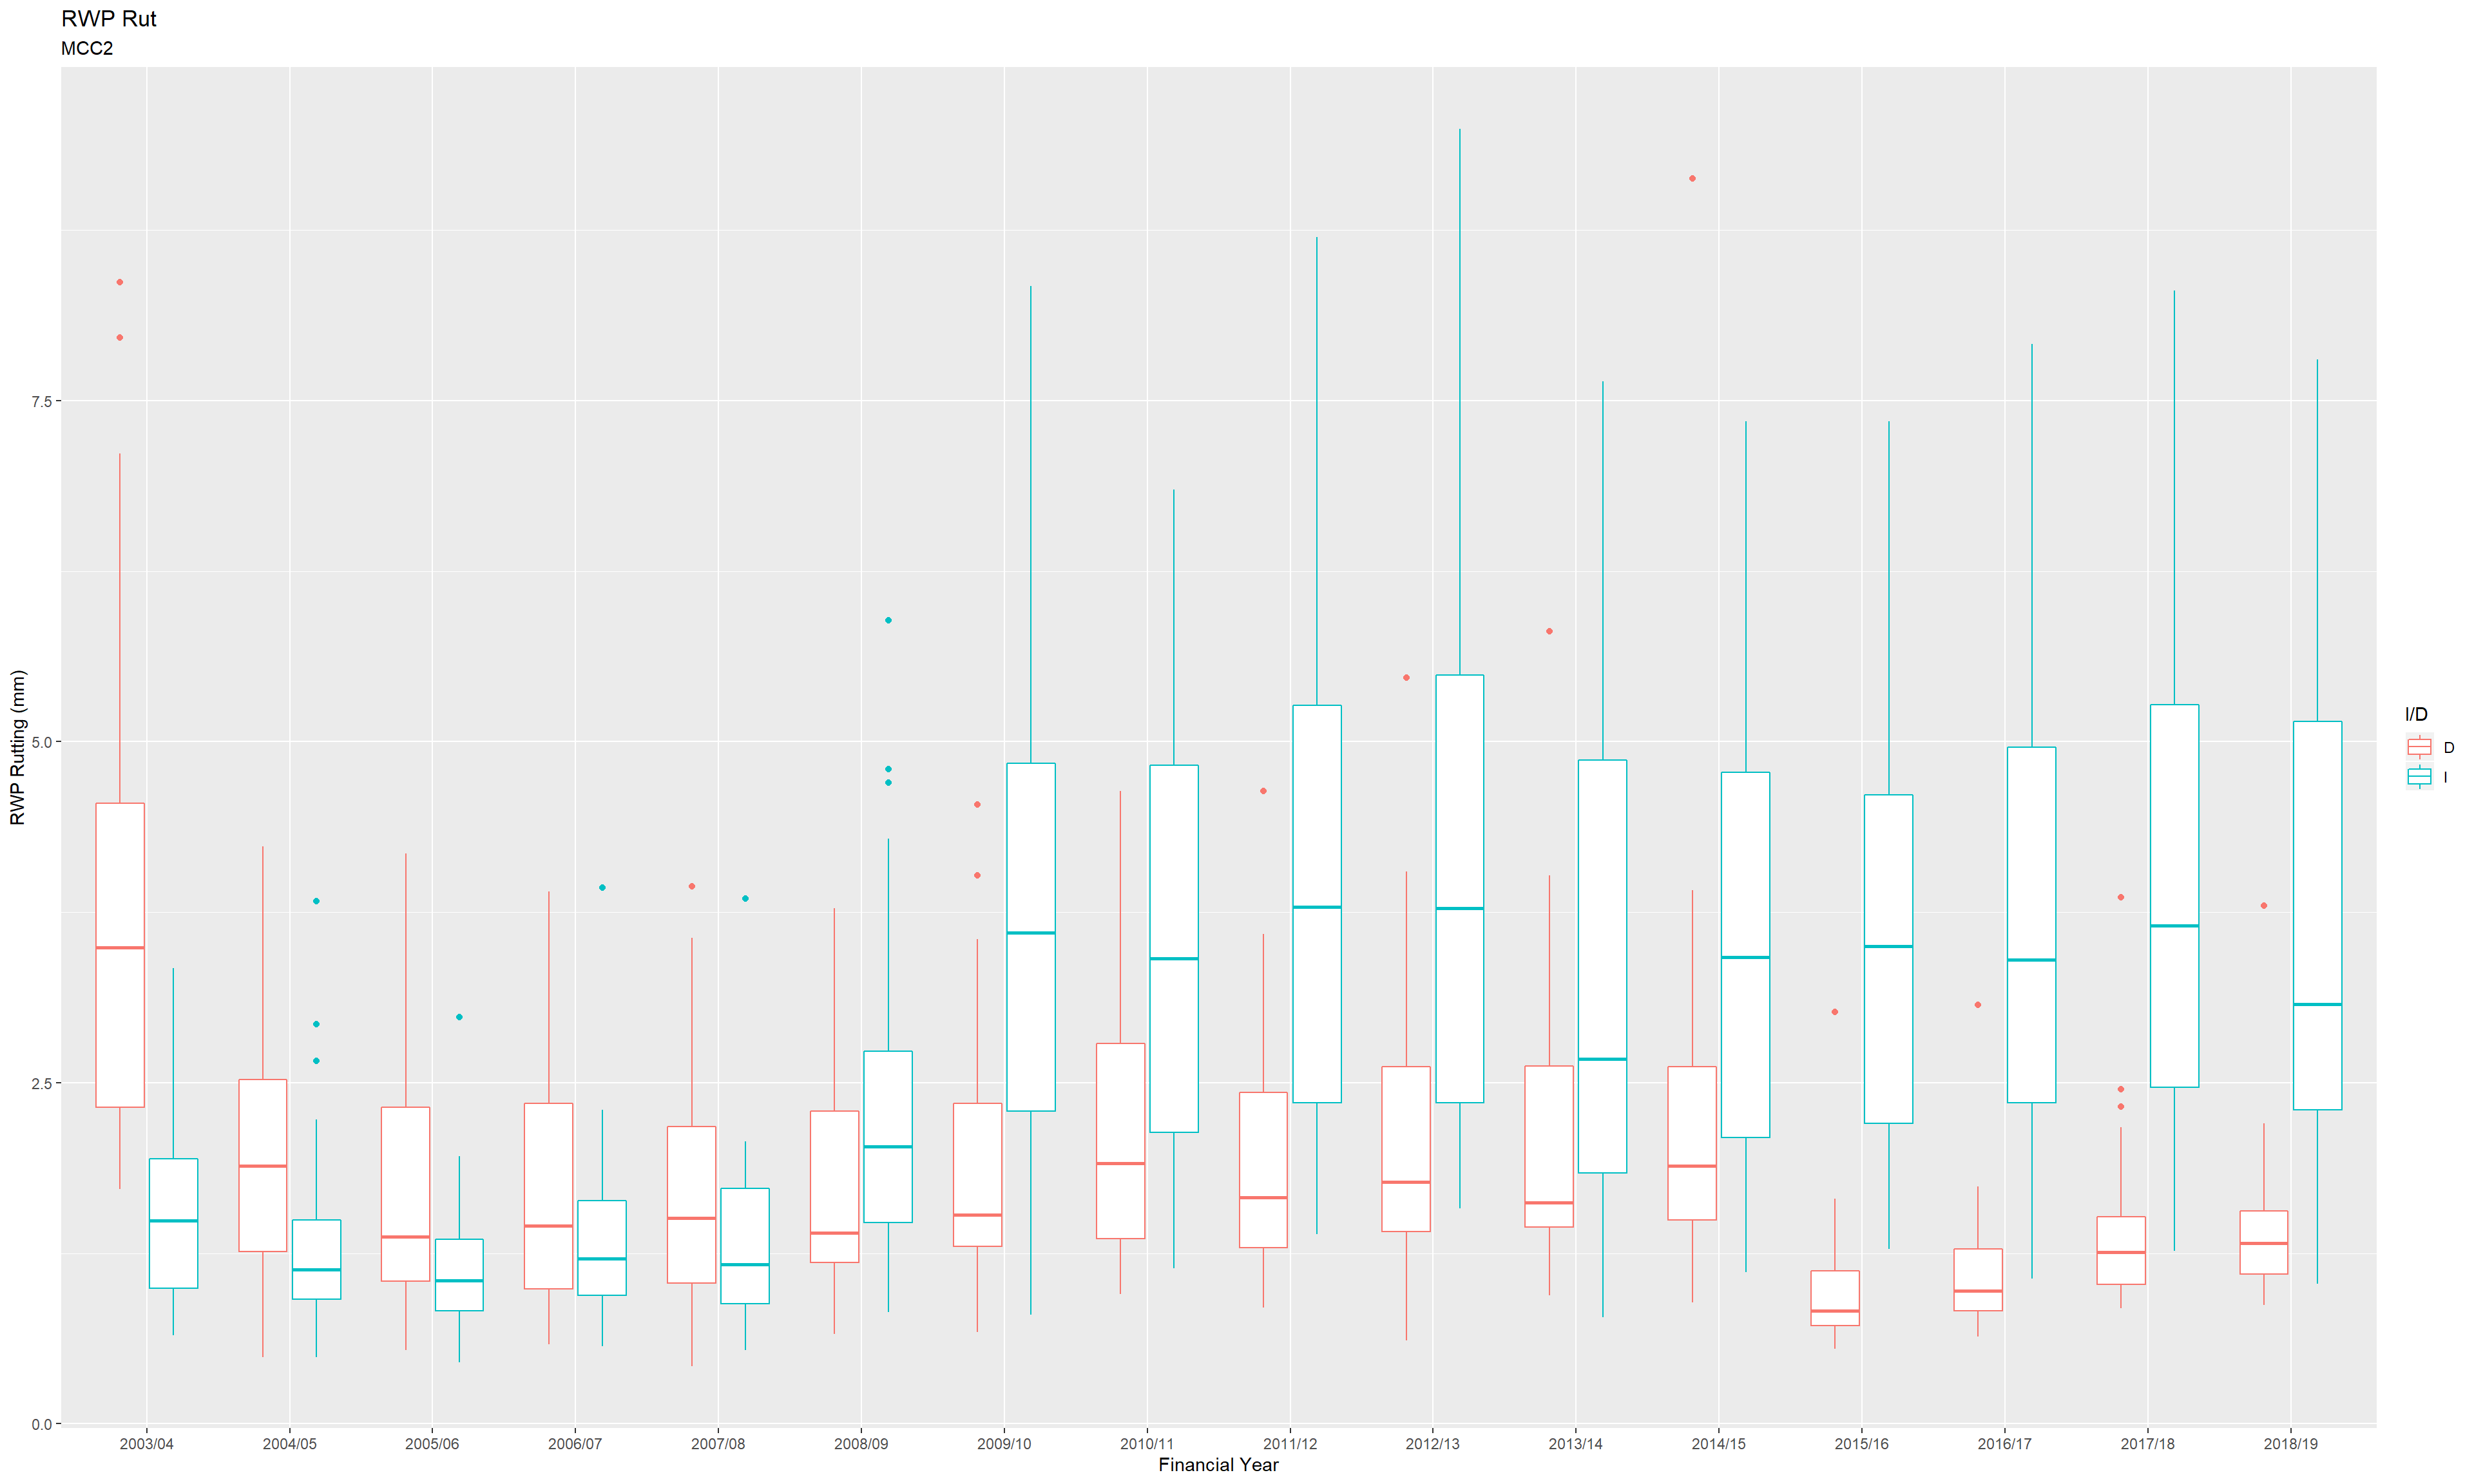 RWP Rut
MCC2
RWP Rutting (mm)
7.5
5.0
2.5
0.0
2003/04 2004/05 2005/06 2006/07 2007/08 2008/09 2009/10 2010/11 2011/12 2012/13 2013/14 2014/15 2015/16 2016/17 2017/18 2018/19
Financial Year
I/D
D
I